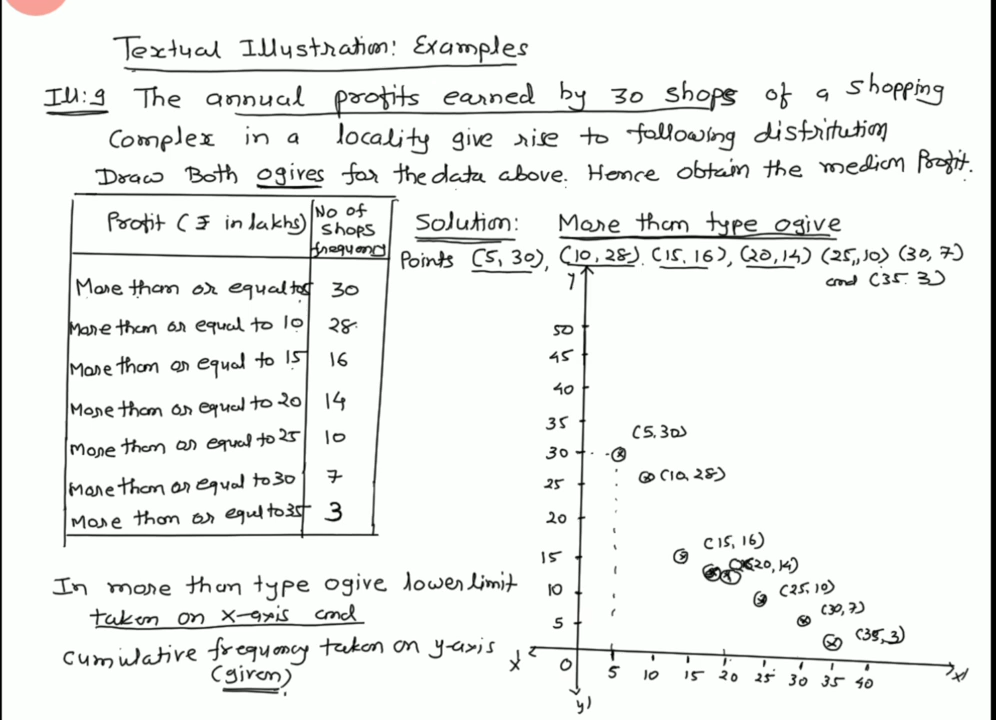 Textual Illustration: Examples
Ill:9 The annual profits earned by 30 shops of a shopping
complex in a locality give rise to following distritution
Draw Both ogives for the data above. Hence obtain the median Profit.
Profit (₹ in lakhs) No of shops frequency
More than or equal to 5 30
More than or equal to 10 28
More than or equal to 15 16
More than or equal to 20 14
More than or equal to 25 10
More than or equal to 30 7
More than or equl to 35 3
In more than type ogive lower limit
taken on x-axis and
cumulative frequency taken on y-axis
(given)
Solution: More than type ogive
Points (5, 30), (10, 28), (15, 16), (20, 14) (25, 10) (30, 7)
and (35. 3)
y
50
45
40
35
30
25
20
15
10
5
(5.30)
(10, 28)
(15, 16)
(20, 14)
(25, 10)
(30, 7)
(35, 3)
x' 0 5 10 15 20 25 30 35 40 x
y'